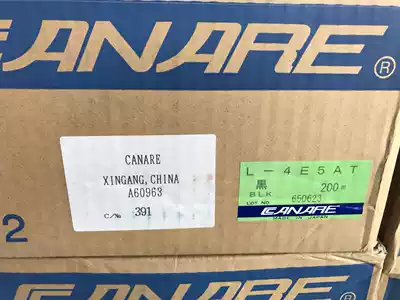 CANARE ®
CANARE
XINGANG, CHINA
A60963
C/№ 391
L-4E5AT
黒 200m
BLK
LOT NO 650623
CANARE
MADE IN JAPAN
2
CANARE ®